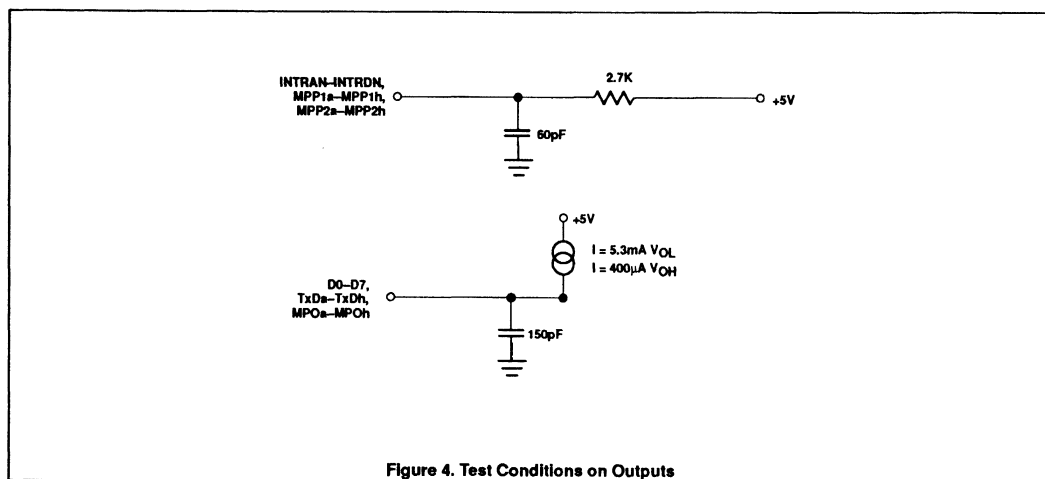 INTRAN–INTRDN,
MPP1a–MPP1h,
MPP2a–MPP2h
2.7K
+5V
60pF
+5V
I = 5.3mA VOL
I = 400µA VOH
D0–D7,
TxDa–TxDh,
MPOa–MPOh
150pF
Figure 4. Test Conditions on Outputs